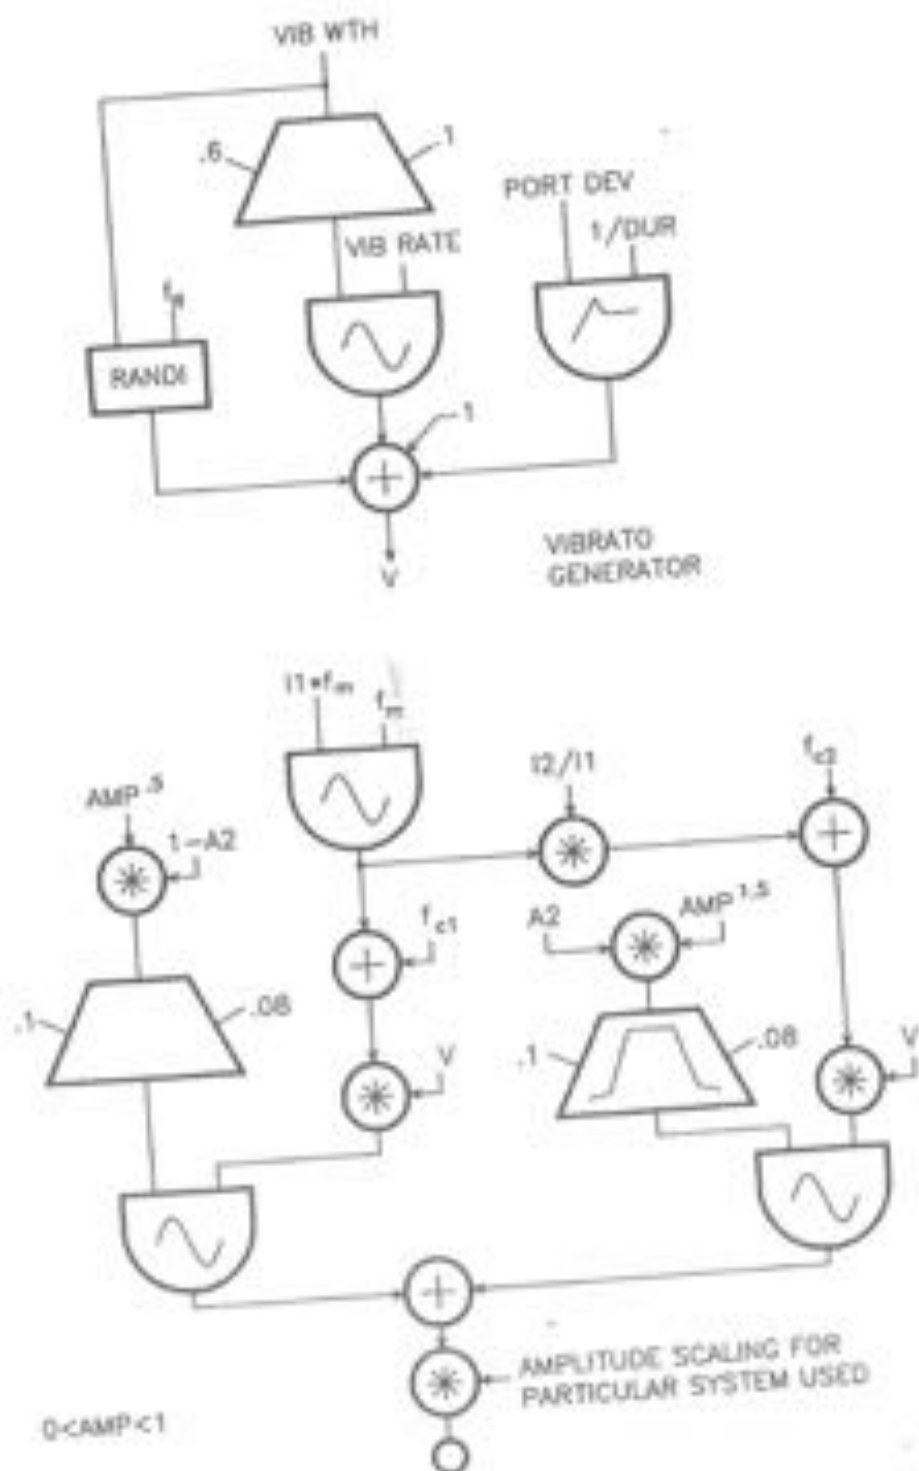 VIB WTH
.6
.1
PORT DEV
1/DUR
VIB RATE
fR
RANDI
1
V
VIBRATO
GENERATOR
I1*fm
fm
AMP.5
1-A2
I2/I1
fc2
fc1
A2
AMP1.5
.1
.08
V
.1
.08
V
AMPLITUDE SCALING FOR
PARTICULAR SYSTEM USED
0<AMP<1